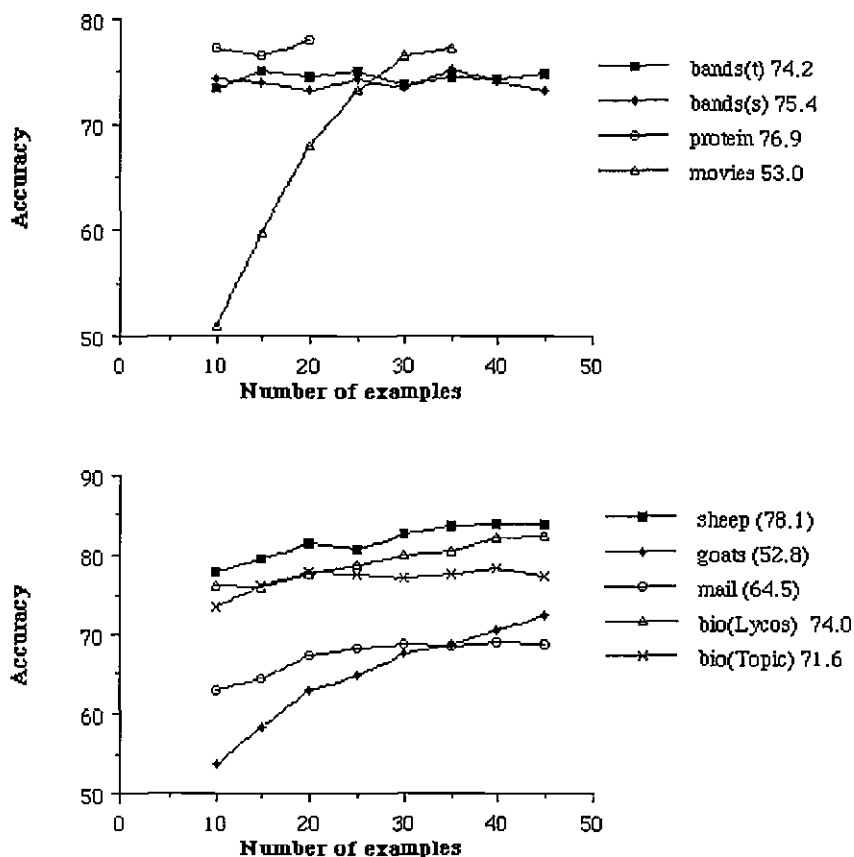 80
70
60
50
Accuracy
0 10 20 30 40 50
Number of examples
bands(t) 74.2
bands(s) 75.4
protein 76.9
movies 53.0
90
80
70
60
50
Accuracy
0 10 20 30 40 50
Number of examples
sheep (78.1)
goats (52.8)
mail (64.5)
bio(Lycos) 74.0
bio(Topic) 71.6